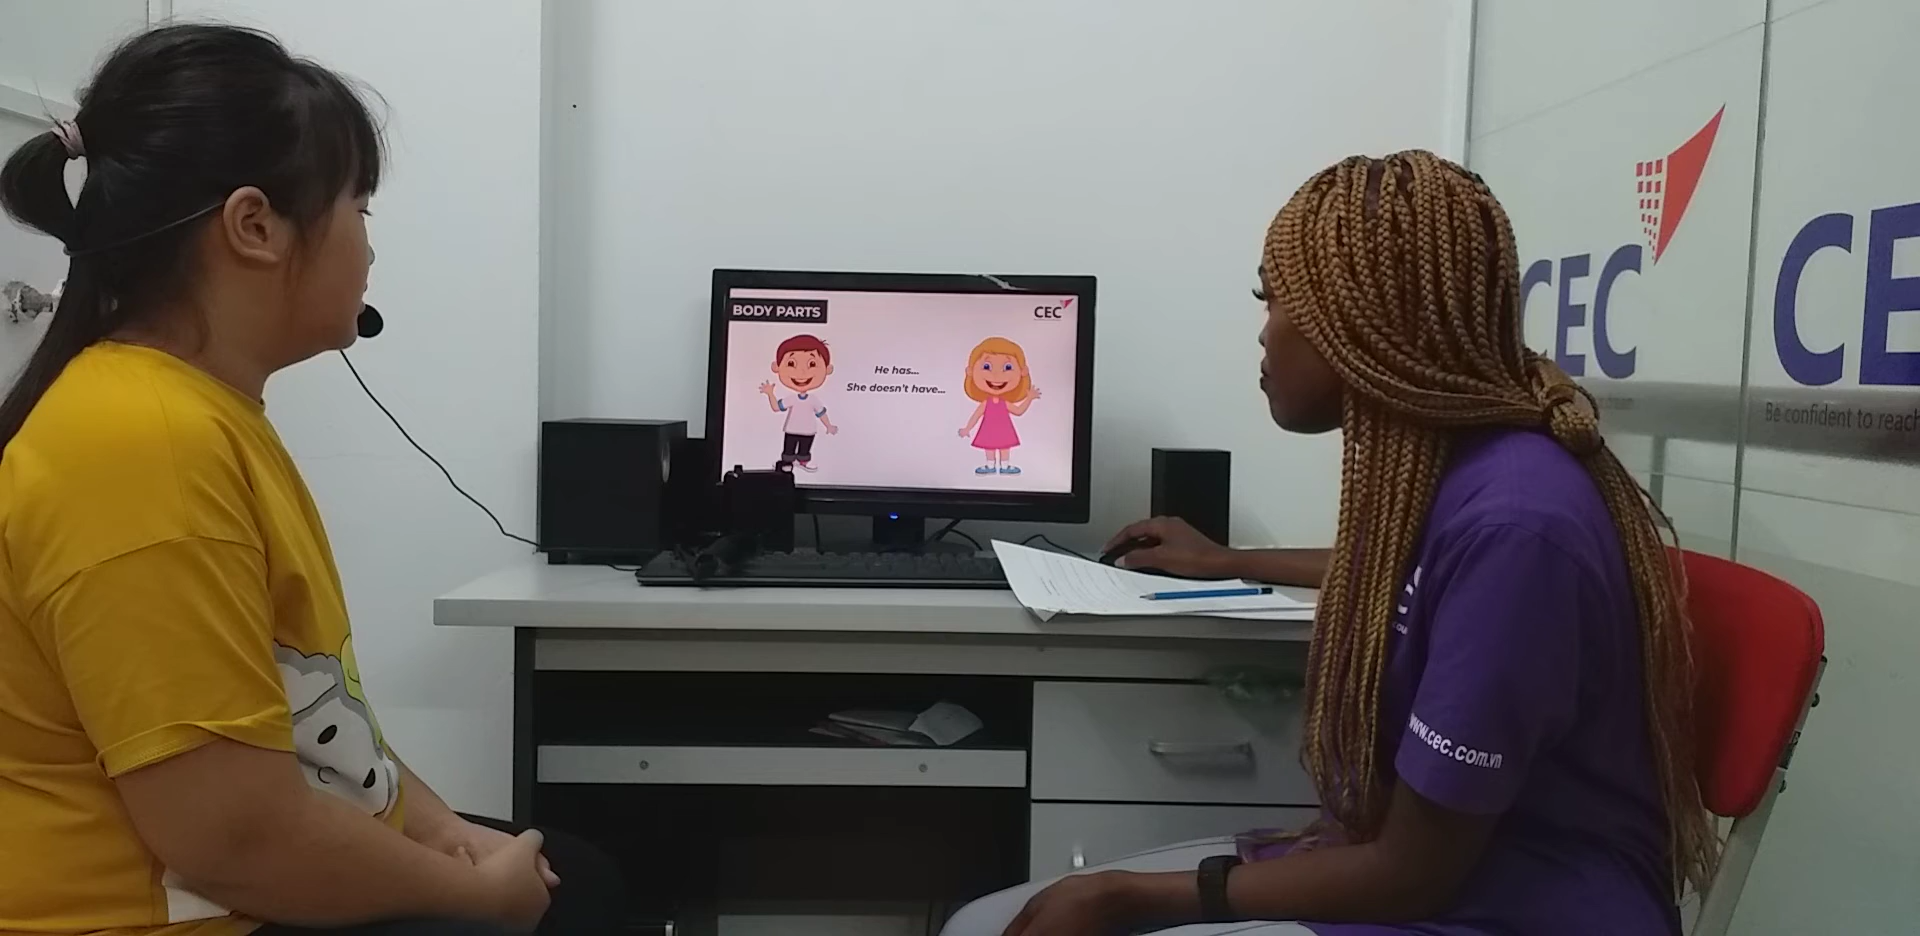 BODY PARTS
CEC
He has...
She doesn't have...
CEC
CE
Be confident to reach
www.cec.com.vn